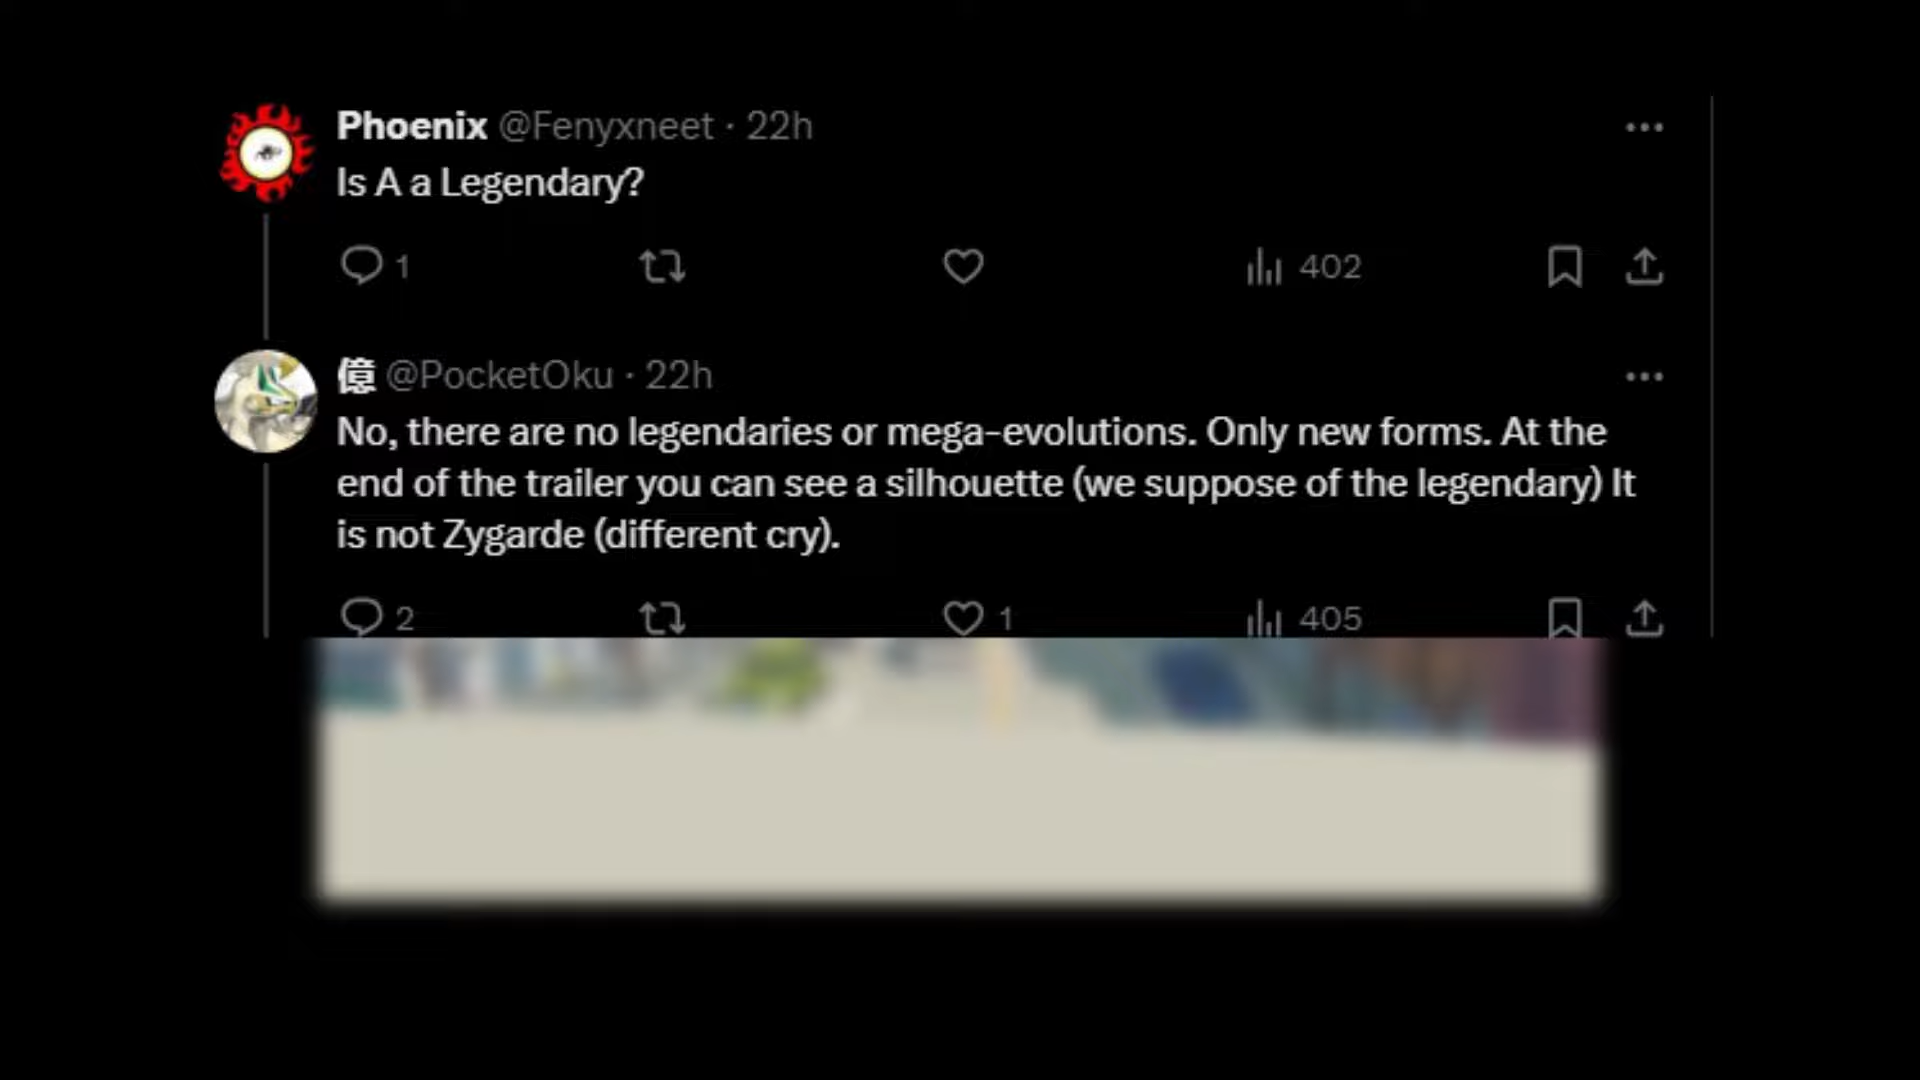 Phoenix @Fenyxneet · 22h
Is A a Legendary?
1 402
億 @PocketOku · 22h
No, there are no legendaries or mega-evolutions. Only new forms. At the
end of the trailer you can see a silhouette (we suppose of the legendary) It
is not Zygarde (different cry).
2 1 405